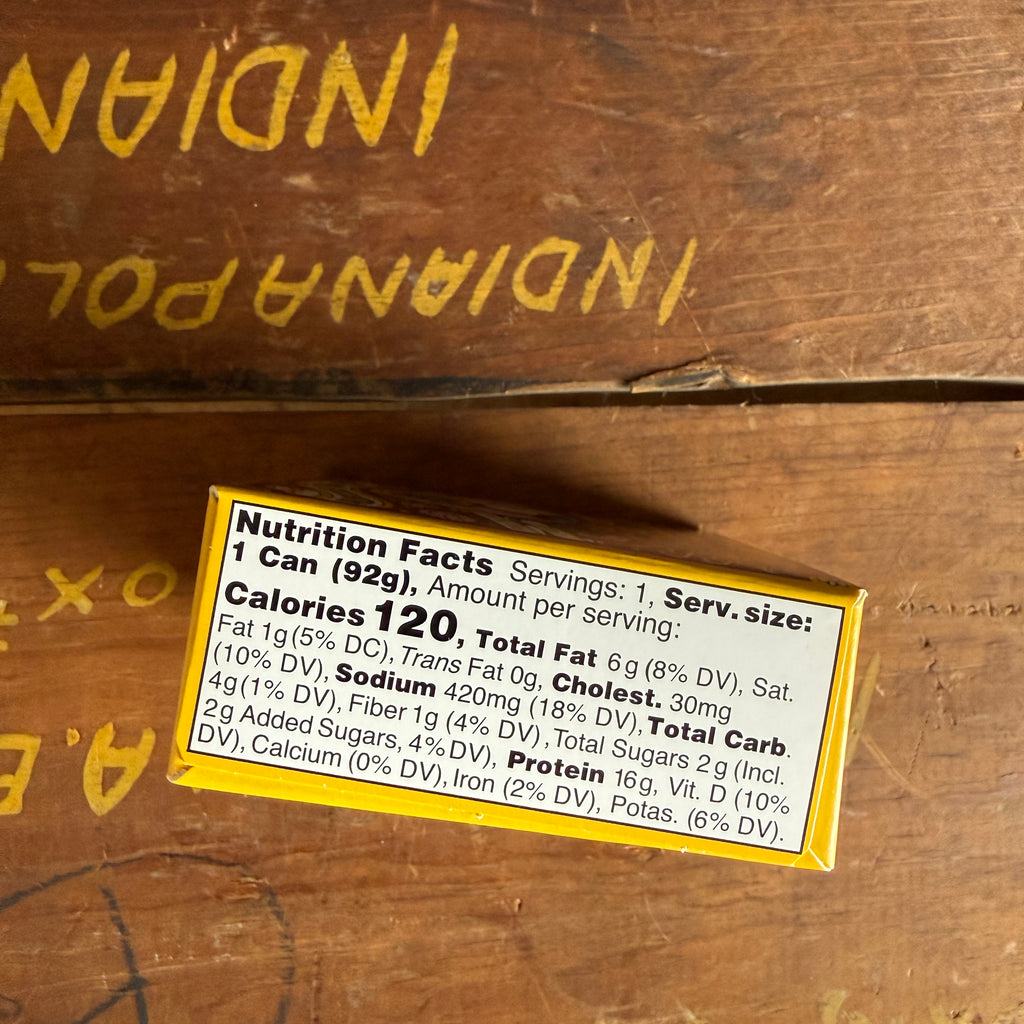 INDIAN
INDIANAPOL
Nutrition Facts Servings: 1, Serv. size:
1 Can (92g), Amount per serving:
Calories 120, Total Fat 6g (8% DV), Sat.
Fat 1g (5% DC), Trans Fat 0g, Cholest. 30mg
(10% DV), Sodium 420mg (18% DV), Total Carb.
4g (1% DV), Fiber 1g (4% DV), Total Sugars 2g (Incl.
2g Added Sugars, 4% DV), Protein 16g, Vit. D (10%
DV), Calcium (0% DV), Iron (2% DV), Potas. (6% DV).